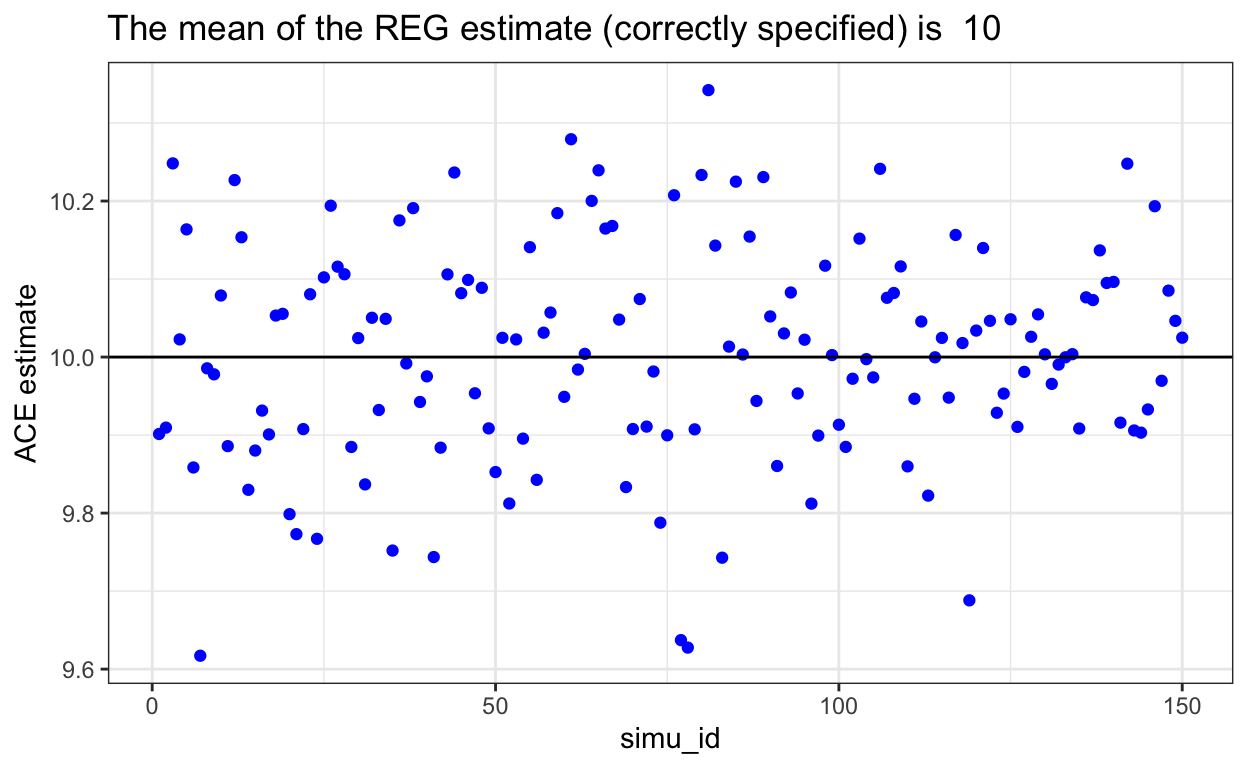 The mean of the REG estimate (correctly specified) is  10
ACE estimate
10.2
10.0
9.8
9.6
0 50 100 150
simu_id